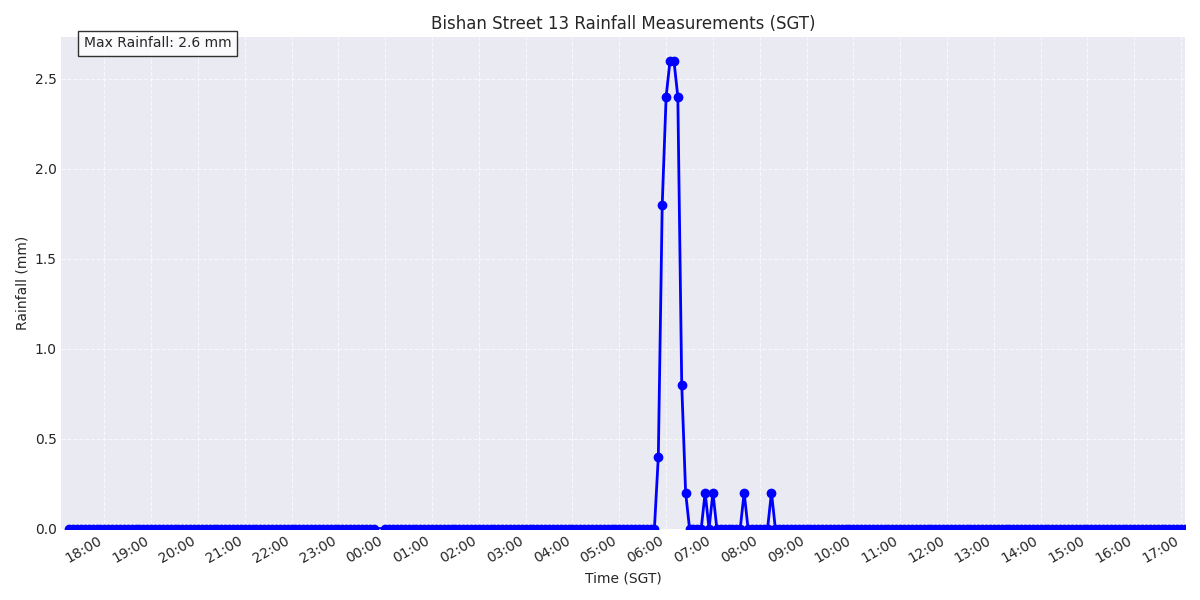 Bishan Street 13 Rainfall Measurements (SGT)
Max Rainfall: 2.6 mm
2.5
2.0
1.5
1.0
0.5
0.0
Rainfall (mm)
18:00 19:00 20:00 21:00 22:00 23:00 00:00 01:00 02:00 03:00 04:00 05:00 06:00 07:00 08:00 09:00 10:00 11:00 12:00 13:00 14:00 15:00 16:00 17:00
Time (SGT)